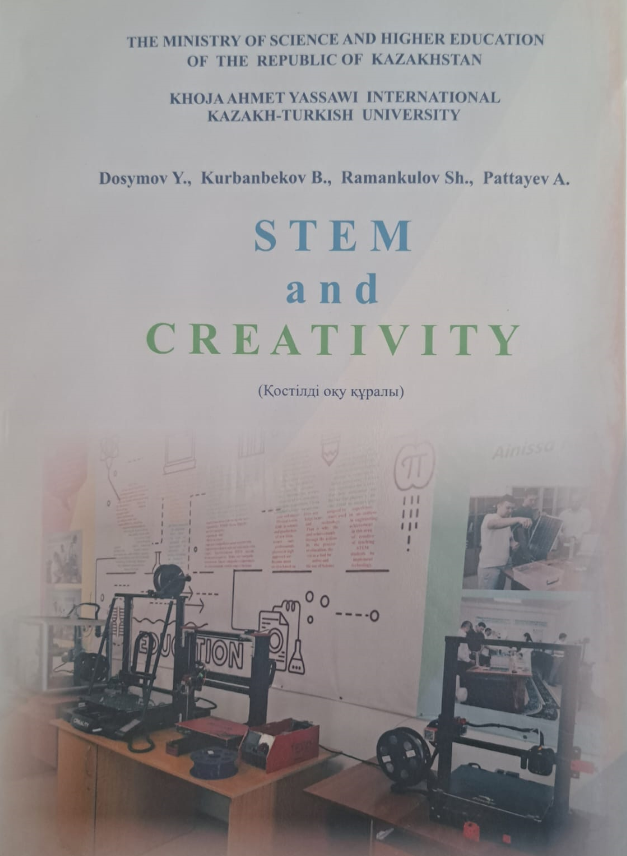 THE MINISTRY OF SCIENCE AND HIGHER EDUCATION
OF THE REPUBLIC OF KAZAKHSTAN
KHOJA AHMET YASSAWI INTERNATIONAL
KAZAKH-TURKISH UNIVERSITY
Dosymov Y., Kurbanbekov B., Ramankulov Sh., Pattayev A.
STEM
and
CREATIVITY
(Қостілді оқу құралы)
Ainissa
π